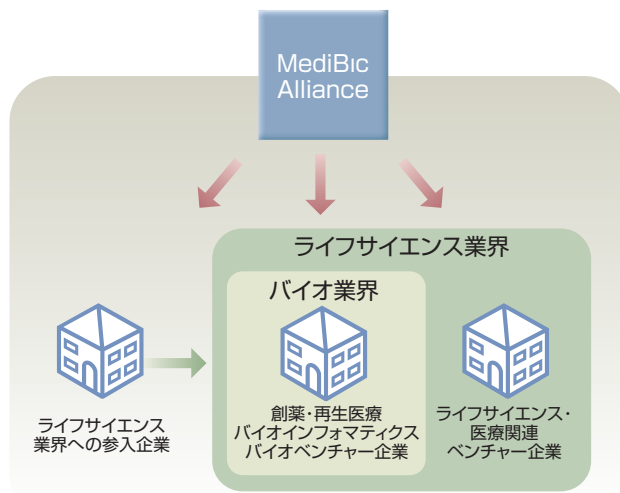 MediBic
Alliance
ライフサイエンス業界
バイオ業界
ライフサイエンス
業界への参入企業
創薬・再生医療
バイオインフォマティクス
バイオベンチャー企業
ライフサイエンス・
医療関連
ベンチャー企業